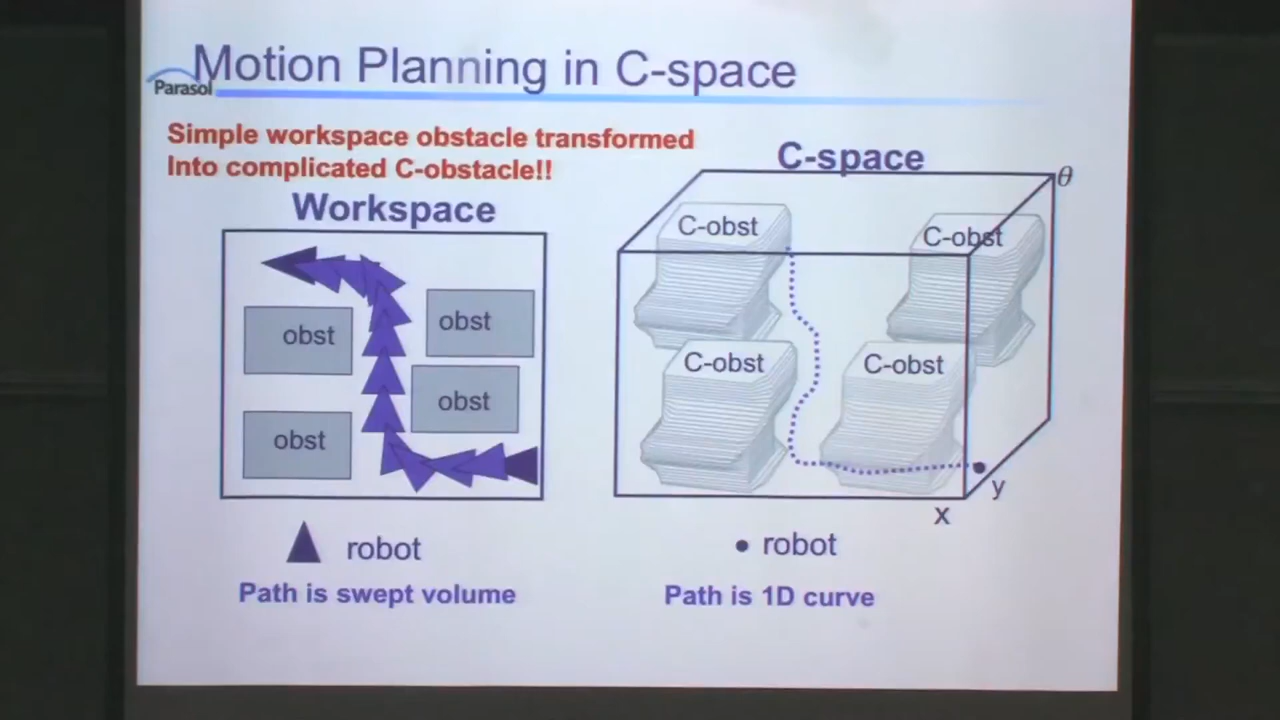 Motion Planning in C-space
Parasol
Simple workspace obstacle transformed
Into complicated C-obstacle!!
Workspace
obst
obst
obst
obst
robot
Path is swept volume
C-space
θ
C-obst
C-obst
C-obst
C-obst
y
x
robot
Path is 1D curve